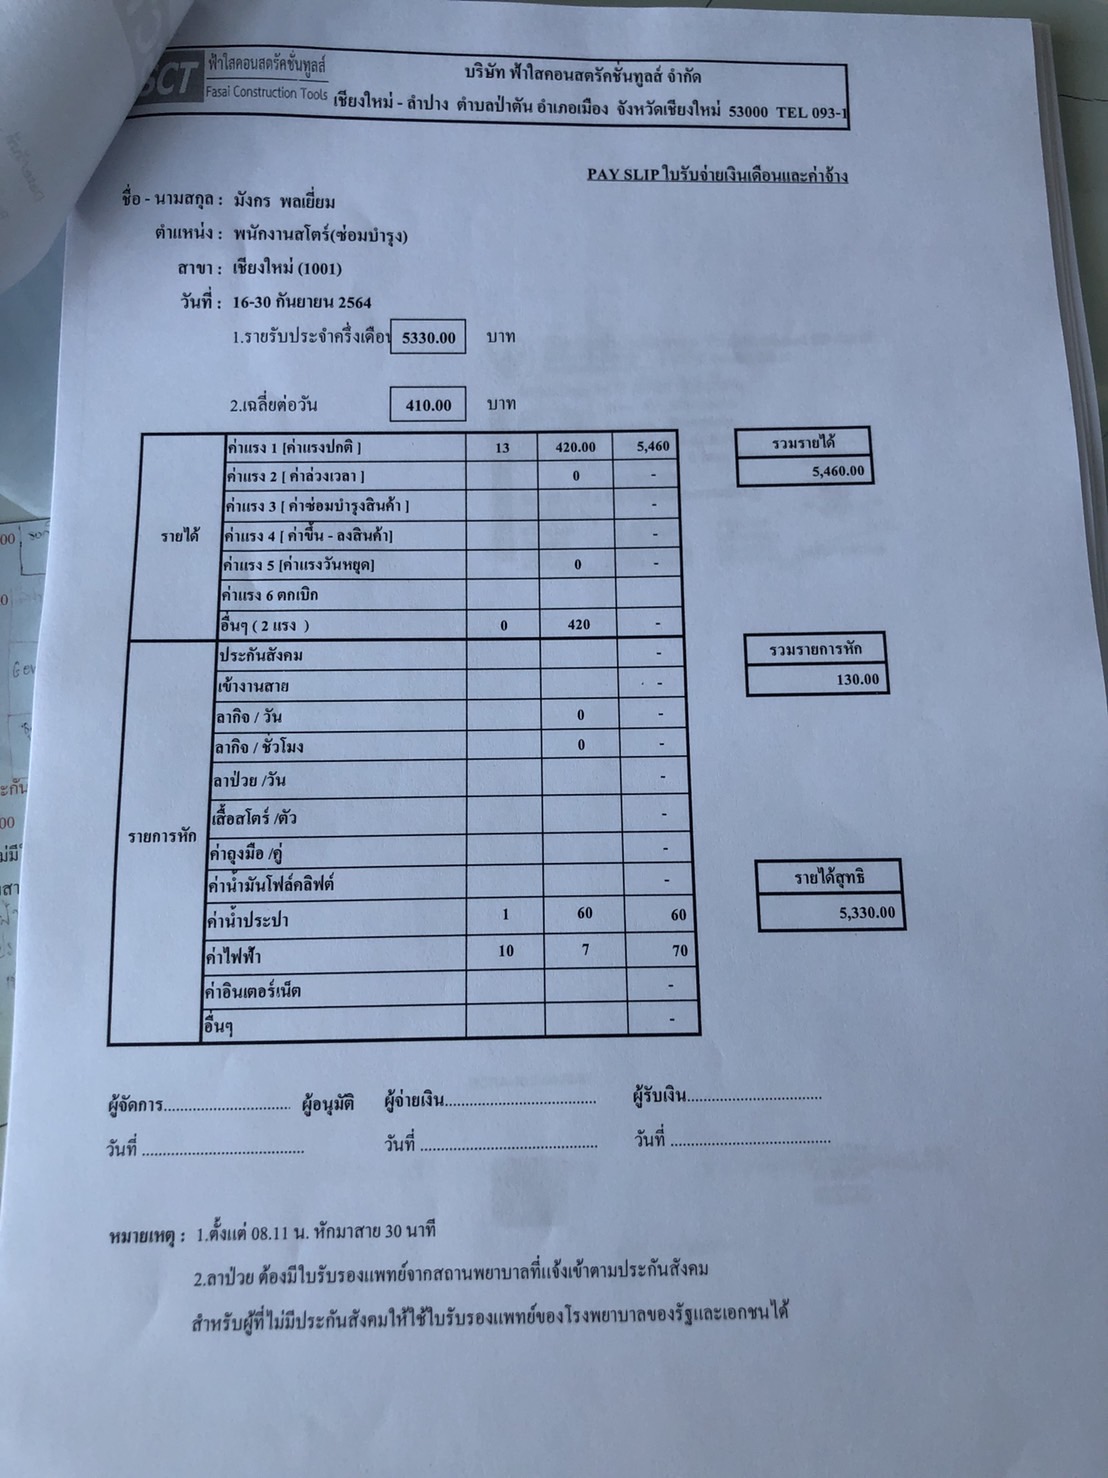 SCT ฟ้าใสคอนสตรัคชั่นทูลส์
Fasai Construction Tools
บริษัท ฟ้าใสคอนสตรัคชั่นทูลส์ จำกัด
เชียงใหม่ - ลำปาง ตำบลป่าตัน อำเภอเมือง จังหวัดเชียงใหม่ 53000 TEL 093-1
PAY SLIP ใบรับจ่ายเงินเดือนและค่าจ้าง
ชื่อ - นามสกุล : มังกร พลเยี่ยม
ตำแหน่ง : พนักงานสโตร์(ซ่อมบำรุง)
สาขา : เชียงใหม่ (1001)
วันที่ : 16-30 กันยายน 2564
1.รายรับประจำครึ่งเดือน 5330.00 บาท
2.เฉลี่ยต่อวัน 410.00 บาท
รายได้
ค่าแรง 1 [ค่าแรงปกติ ] 13 420.00 5,460
ค่าแรง 2 [ ค่าล่วงเวลา ] 0 -
ค่าแรง 3 [ ค่าซ่อมบำรุงสินค้า ] -
ค่าแรง 4 [ ค่าขึ้น - ลงสินค้า] -
ค่าแรง 5 [ค่าแรงวันหยุด] 0 -
ค่าแรง 6 ตกเบิก
อื่นๆ ( 2 แรง ) 0 420 -
รวมรายได้
5,460.00
รายการหัก
ประกันสังคม -
เข้างานสาย -
ลากิจ / วัน 0 -
ลากิจ / ชั่วโมง 0 -
ลาป่วย /วัน -
เสื้อสโตร์ /ตัว -
ค่าถุงมือ /คู่ -
ค่าน้ำมันโฟล์คลิฟต์ -
ค่าน้ำประปา 1 60 60
ค่าไฟฟ้า 10 7 70
ค่าอินเตอร์เน็ต -
อื่นๆ -
รวมรายการหัก
130.00
รายได้สุทธิ
5,330.00
ผู้จัดการ............................... ผู้อนุมัติ ผู้จ่ายเงิน..................................... ผู้รับเงิน.................................
วันที่ ....................................... วันที่ ........................................... วันที่ .......................................
หมายเหตุ : 1.ตั้งแต่ 08.11 น. หักมาสาย 30 นาที
2.ลาป่วย ต้องมีใบรับรองแพทย์จากสถานพยาบาลที่แจ้งเข้าตามประกันสังคม
สำหรับผู้ที่ไม่มีประกันสังคมให้ใช้ใบรับรองแพทย์ของโรงพยาบาลของรัฐและเอกชนได้